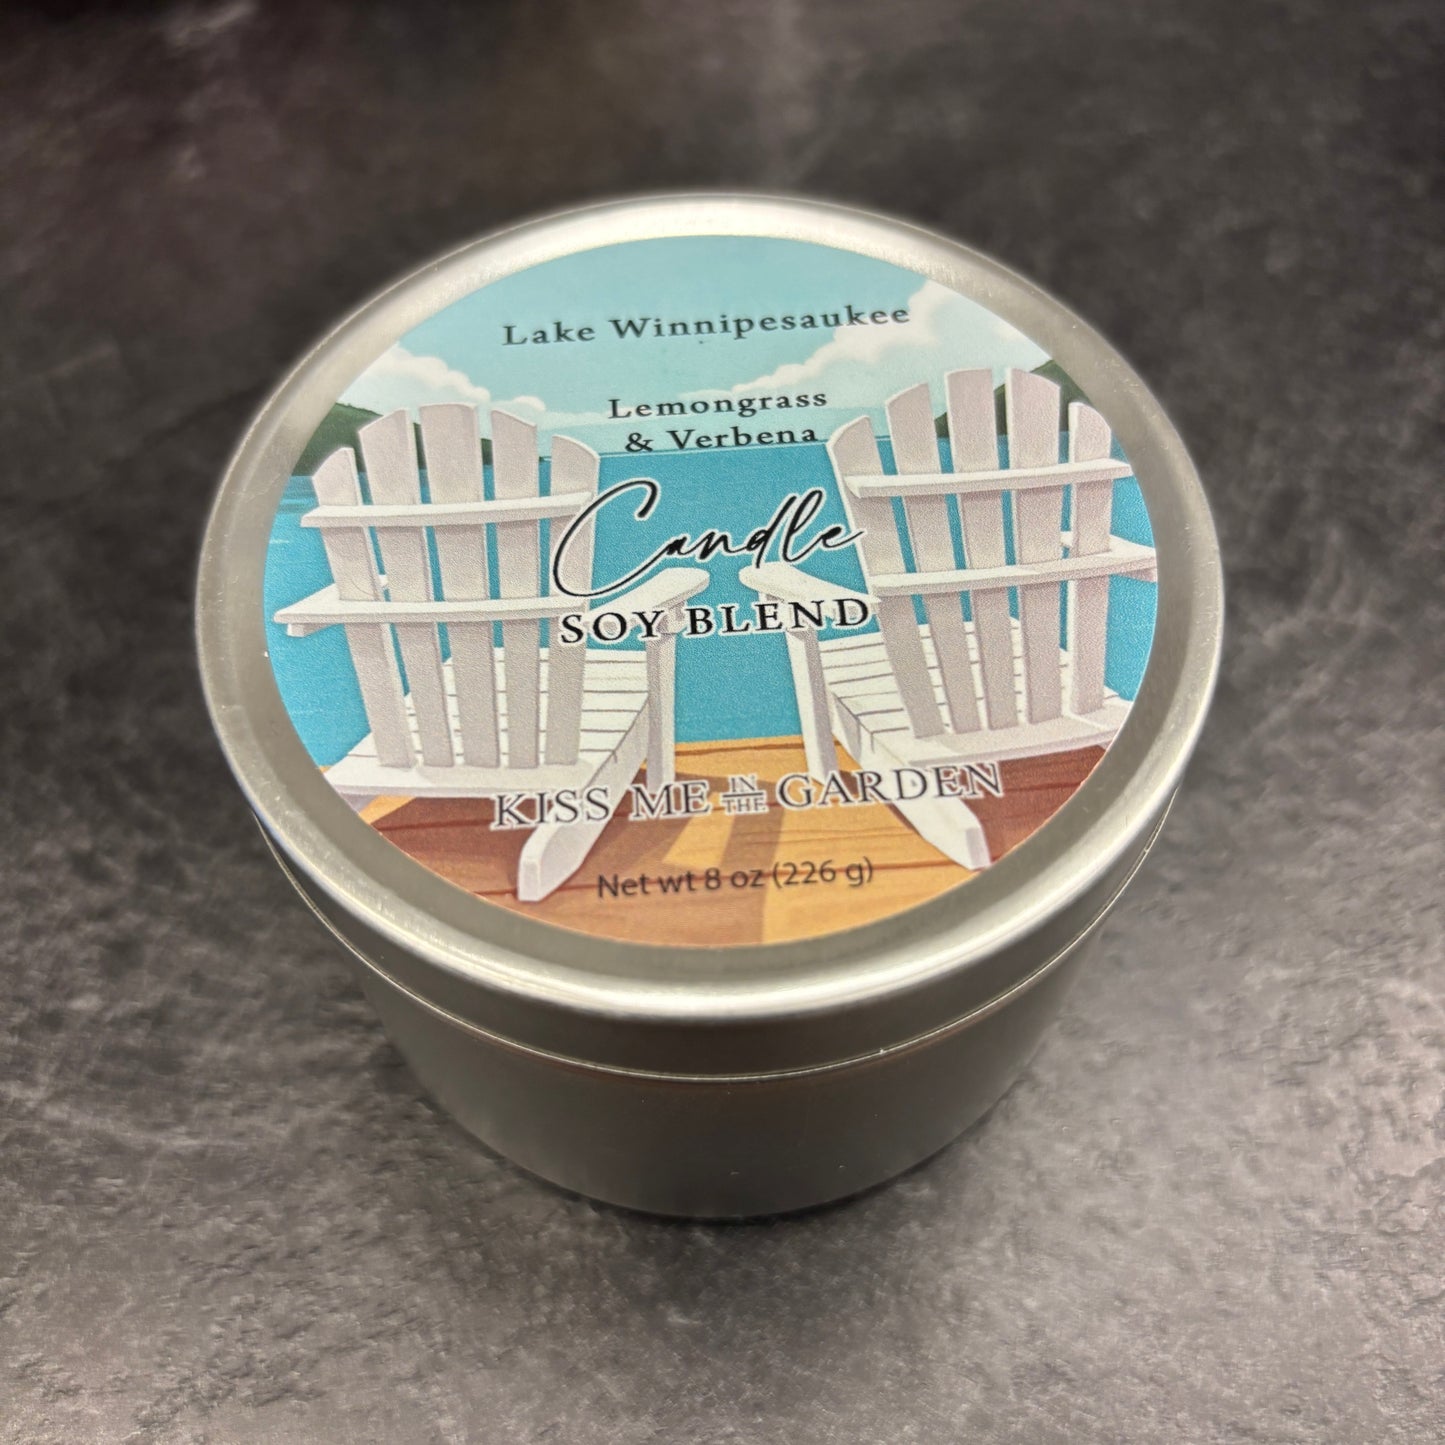 Lake Winnipesaukee
Lemongrass
& Verbena
Candle
SOY BLEND
KISS ME IN THE GARDEN
Net wt 8 oz (226 g)